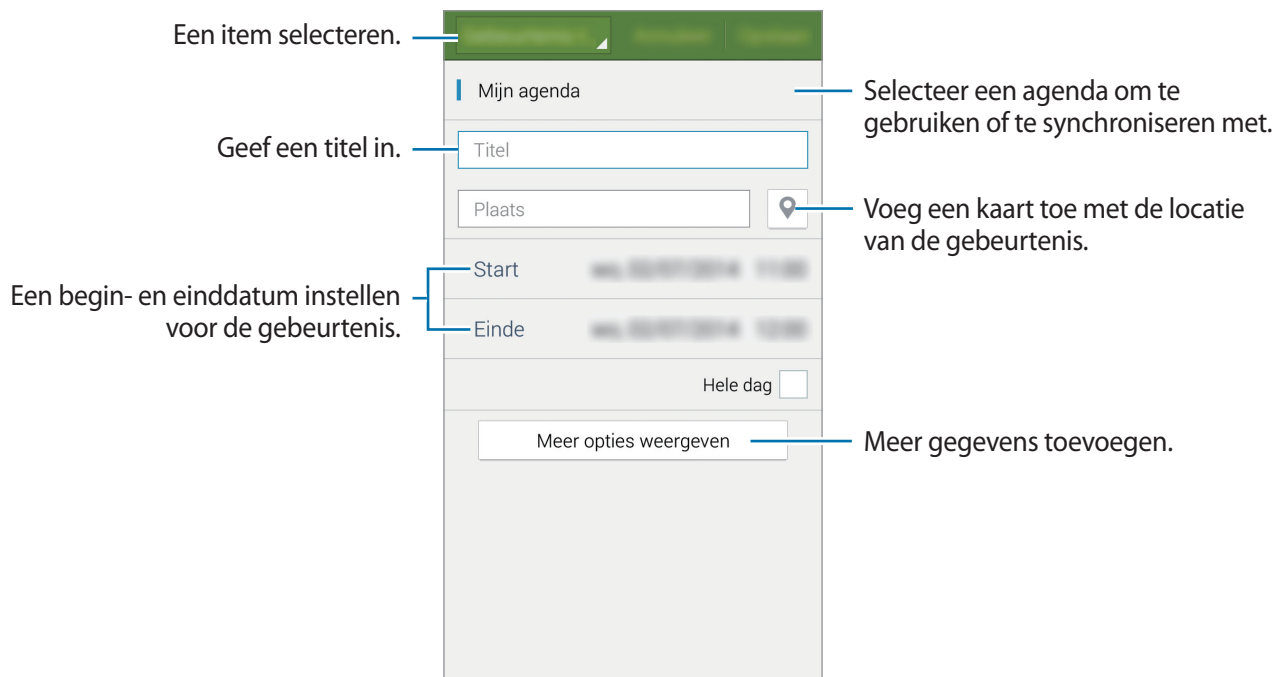 Een item selecteren.
Mijn agenda
Selecteer een agenda om te
gebruiken of te synchroniseren met.
Geef een titel in.
Titel
Plaats
Voeg een kaart toe met de locatie
van de gebeurtenis.
Start
Een begin- en einddatum instellen
voor de gebeurtenis.
Einde
Hele dag
Meer opties weergeven
Meer gegevens toevoegen.